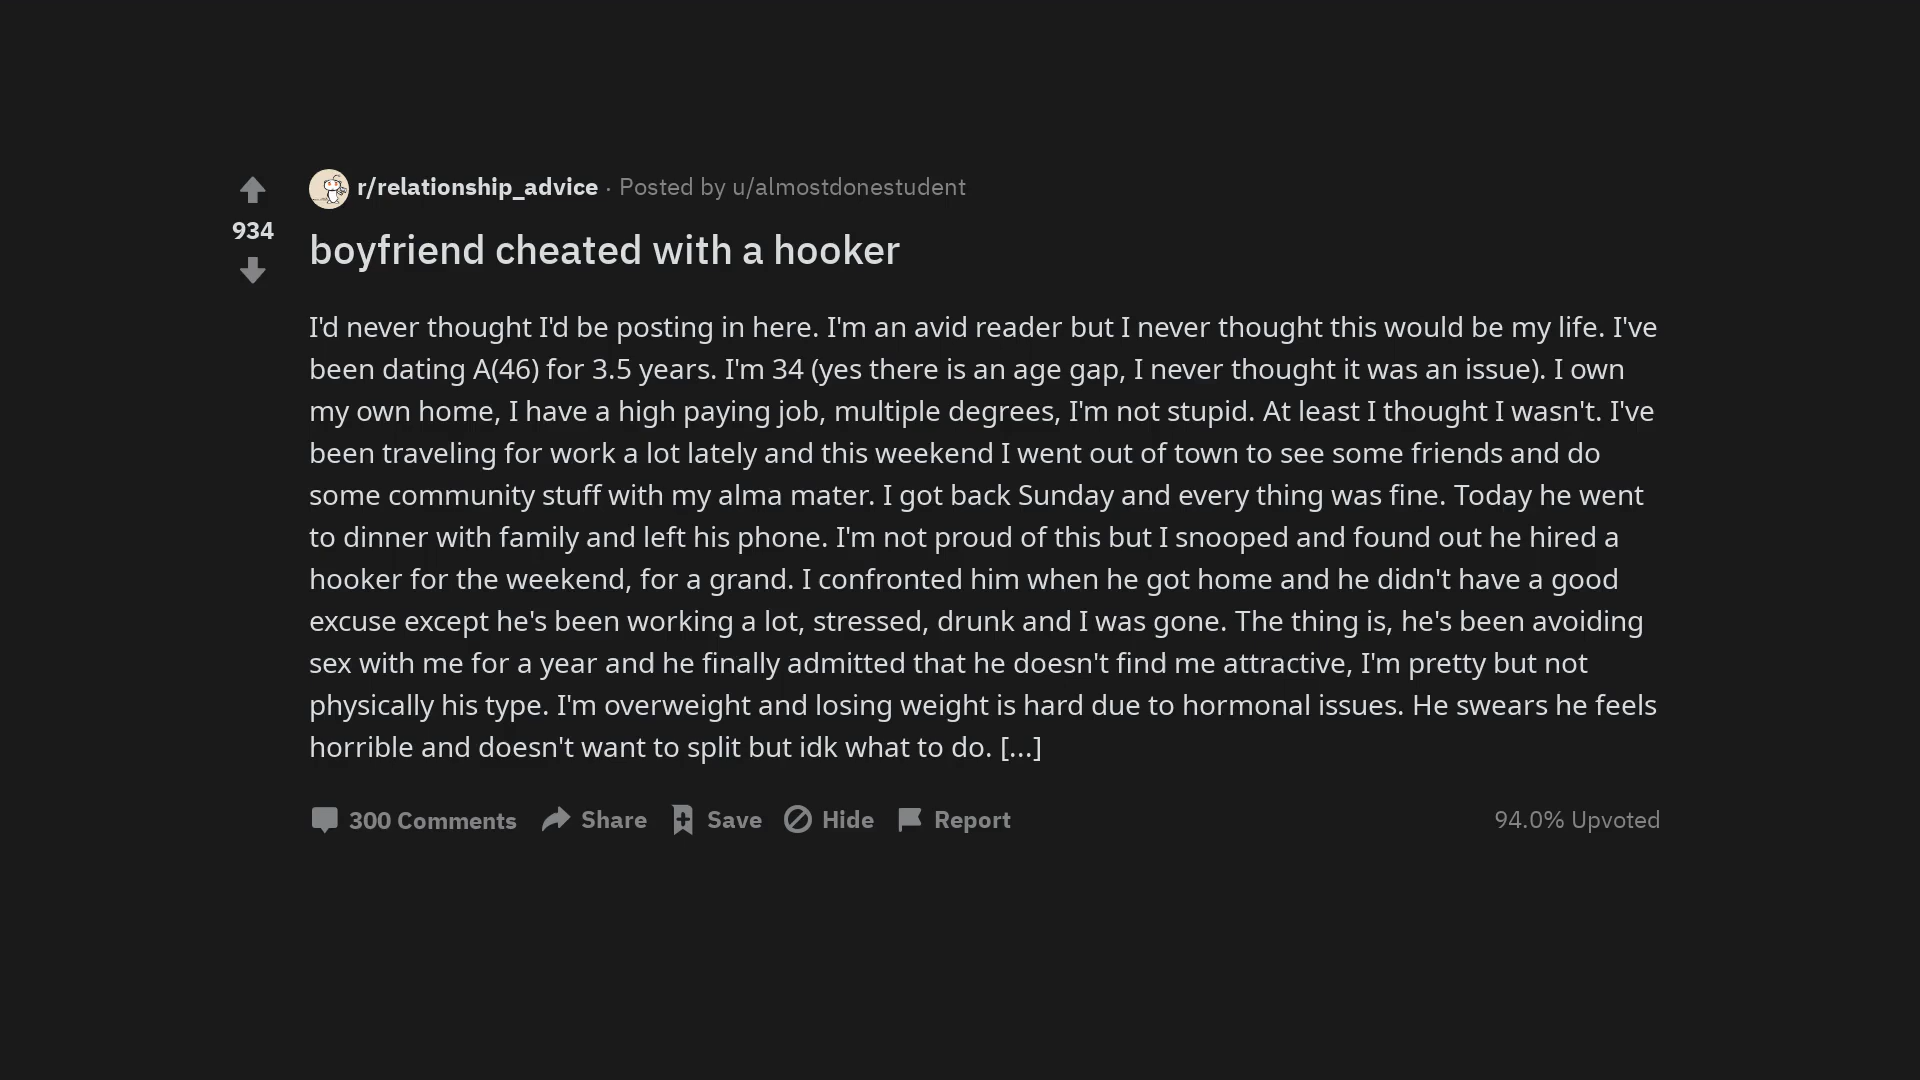 r/relationship_advice · Posted by u/almostdonestudent
934
boyfriend cheated with a hooker
I'd never thought I'd be posting in here. I'm an avid reader but I never thought this would be my life. I've
been dating A(46) for 3.5 years. I'm 34 (yes there is an age gap, I never thought it was an issue). I own
my own home, I have a high paying job, multiple degrees, I'm not stupid. At least I thought I wasn't. I've
been traveling for work a lot lately and this weekend I went out of town to see some friends and do
some community stuff with my alma mater. I got back Sunday and every thing was fine. Today he went
to dinner with family and left his phone. I'm not proud of this but I snooped and found out he hired a
hooker for the weekend, for a grand. I confronted him when he got home and he didn't have a good
excuse except he's been working a lot, stressed, drunk and I was gone. The thing is, he's been avoiding
sex with me for a year and he finally admitted that he doesn't find me attractive, I'm pretty but not
physically his type. I'm overweight and losing weight is hard due to hormonal issues. He swears he feels
horrible and doesn't want to split but idk what to do. [...]
300 Comments Share Save Hide Report 94.0% Upvoted